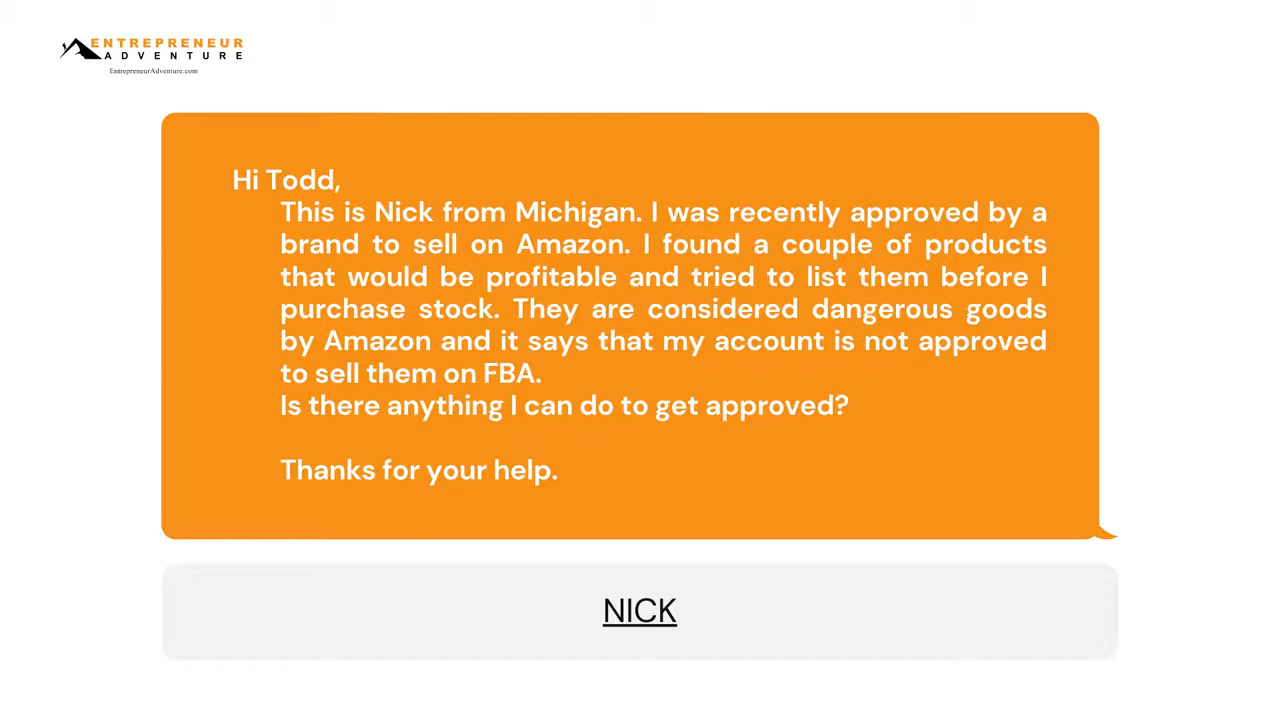 ENTREPRENEUR
ADVENTURE
EntrepreneurAdventure.com
Hi Todd,
This is Nick from Michigan. I was recently approved by a
brand to sell on Amazon. I found a couple of products
that would be profitable and tried to list them before I
purchase stock. They are considered dangerous goods
by Amazon and it says that my account is not approved
to sell them on FBA.
Is there anything I can do to get approved?
Thanks for your help.
NICK